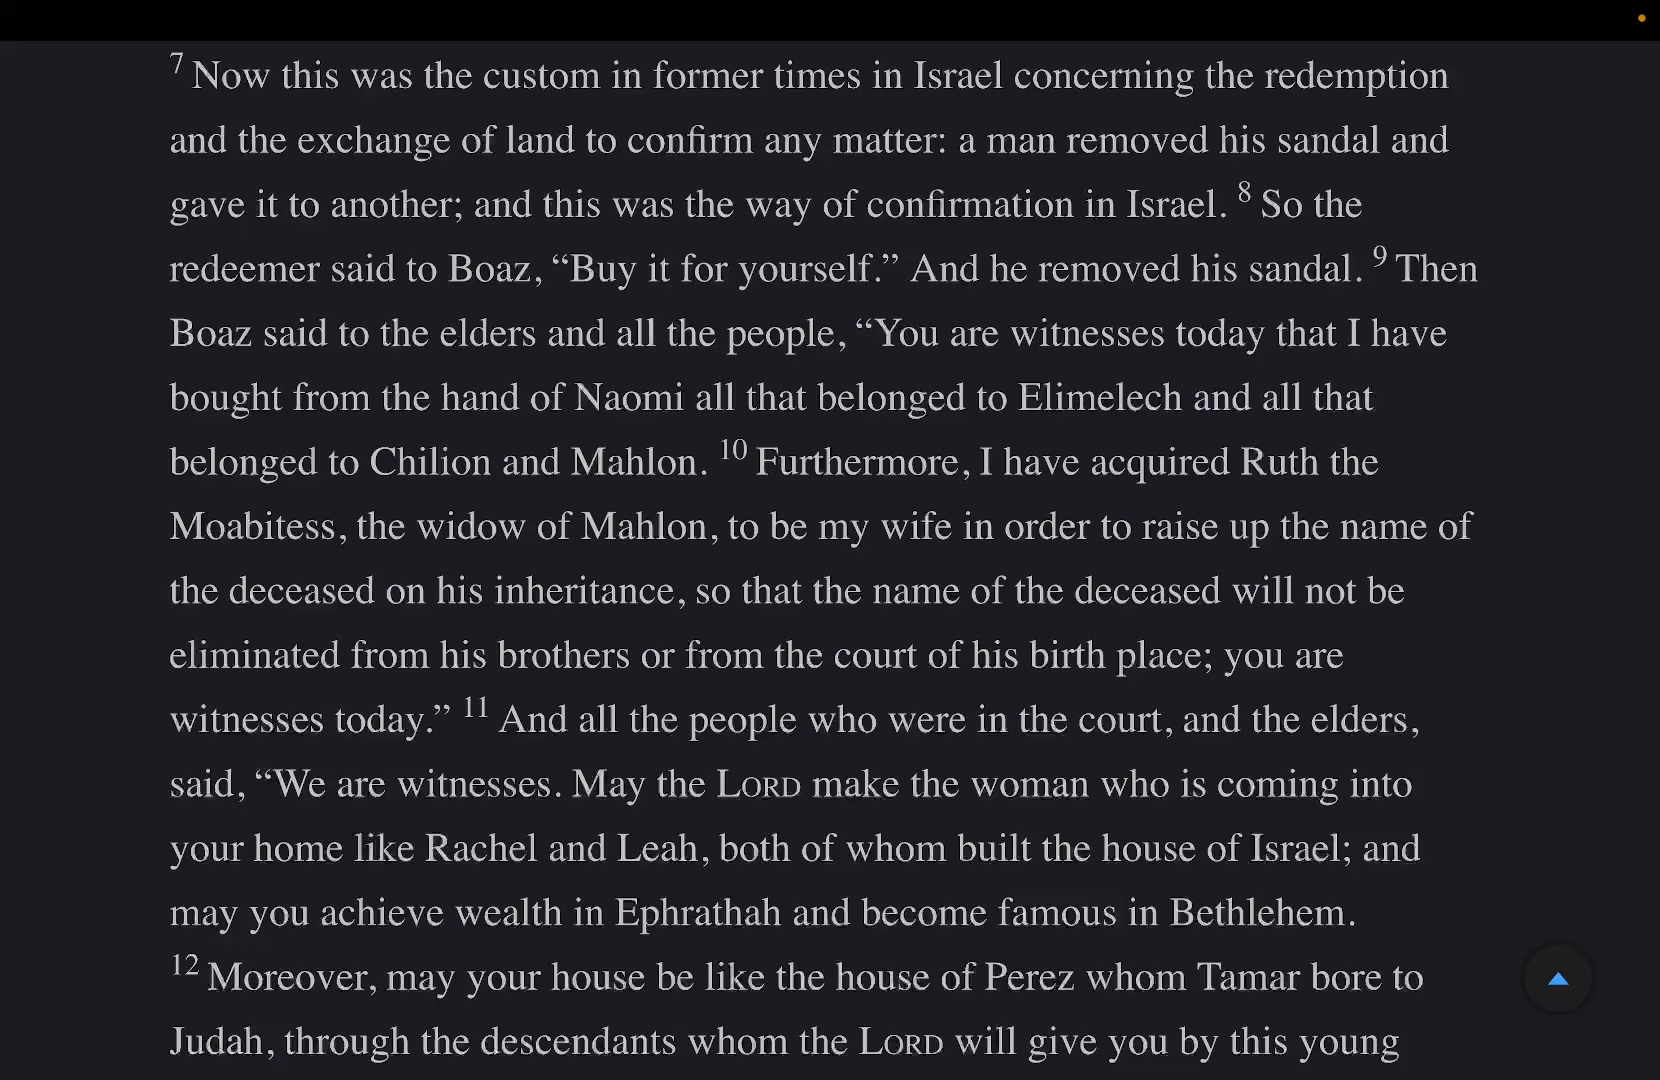 7 Now this was the custom in former times in Israel concerning the redemption
and the exchange of land to confirm any matter: a man removed his sandal and
gave it to another; and this was the way of confirmation in Israel. 8 So the
redeemer said to Boaz, “Buy it for yourself.” And he removed his sandal. 9 Then
Boaz said to the elders and all the people, “You are witnesses today that I have
bought from the hand of Naomi all that belonged to Elimelech and all that
belonged to Chilion and Mahlon. 10 Furthermore, I have acquired Ruth the
Moabitess, the widow of Mahlon, to be my wife in order to raise up the name of
the deceased on his inheritance, so that the name of the deceased will not be
eliminated from his brothers or from the court of his birth place; you are
witnesses today.” 11 And all the people who were in the court, and the elders,
said, “We are witnesses. May the LORD make the woman who is coming into
your home like Rachel and Leah, both of whom built the house of Israel; and
may you achieve wealth in Ephrathah and become famous in Bethlehem.
12 Moreover, may your house be like the house of Perez whom Tamar bore to
Judah, through the descendants whom the LORD will give you by this young